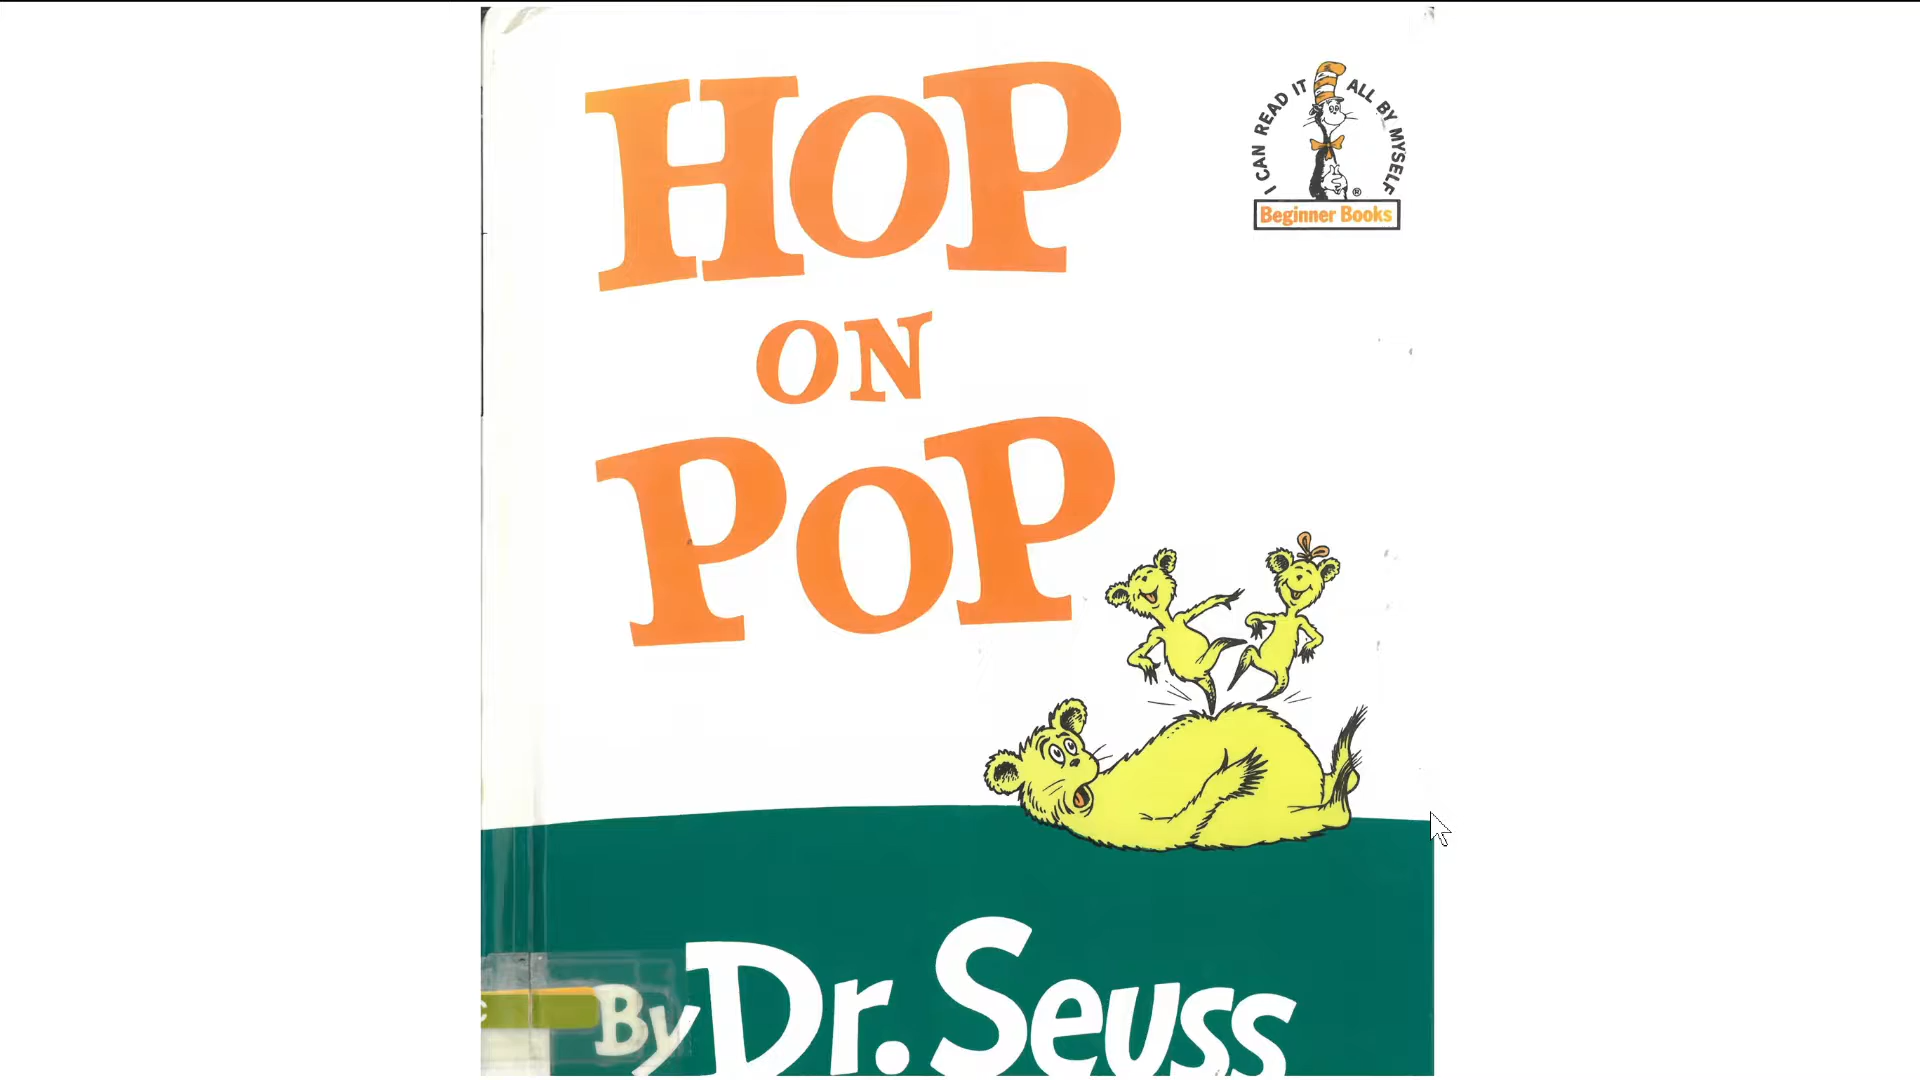 HOP
ON
POP
I CAN READ IT ALL BY MYSELF
®
Beginner Books
By Dr. Seuss